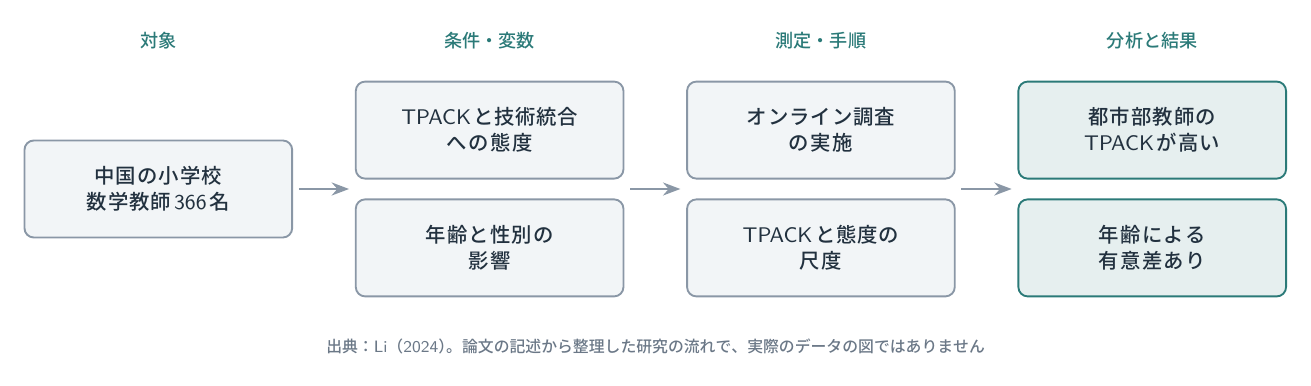 対象
条件・変数
測定・手順
分析と結果
中国の小学校
数学教師366名
TPACKと技術統合
への態度
年齢と性別の
影響
オンライン調査
の実施
TPACKと態度の
尺度
都市部教師の
TPACKが高い
年齢による
有意差あり
出典：Li（2024）。論文の記述から整理した研究の流れで、実際のデータの図ではありません